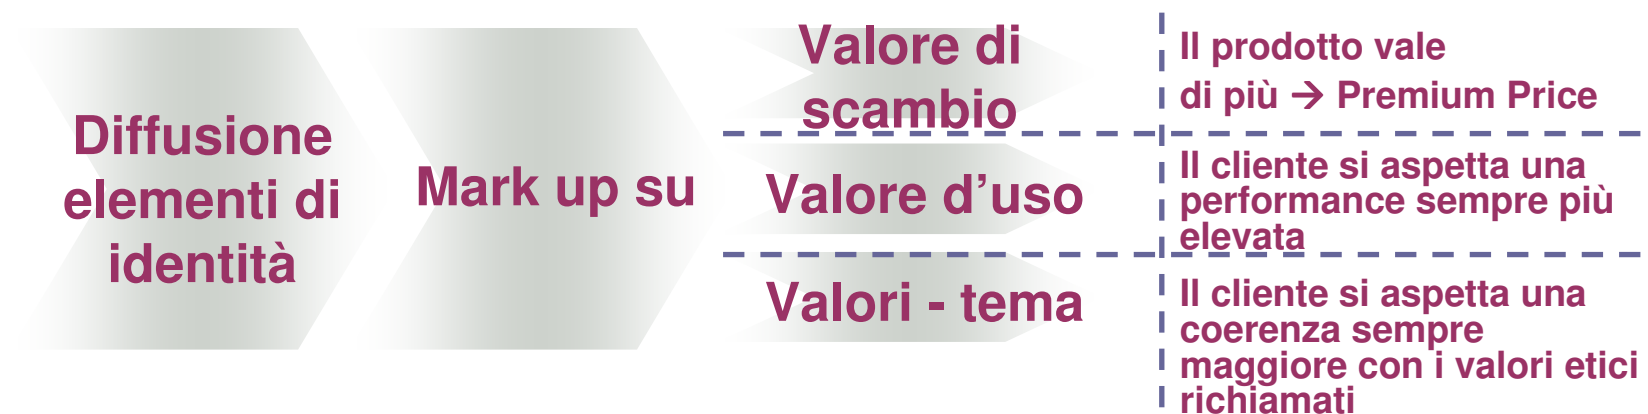 Diffusione
elementi di
identità
Mark up su
Valore di
scambio
Il prodotto vale
di più → Premium Price
Valore d’uso
Il cliente si aspetta una
performance sempre più
elevata
Valori - tema
Il cliente si aspetta una
coerenza sempre
maggiore con i valori etici
richiamati